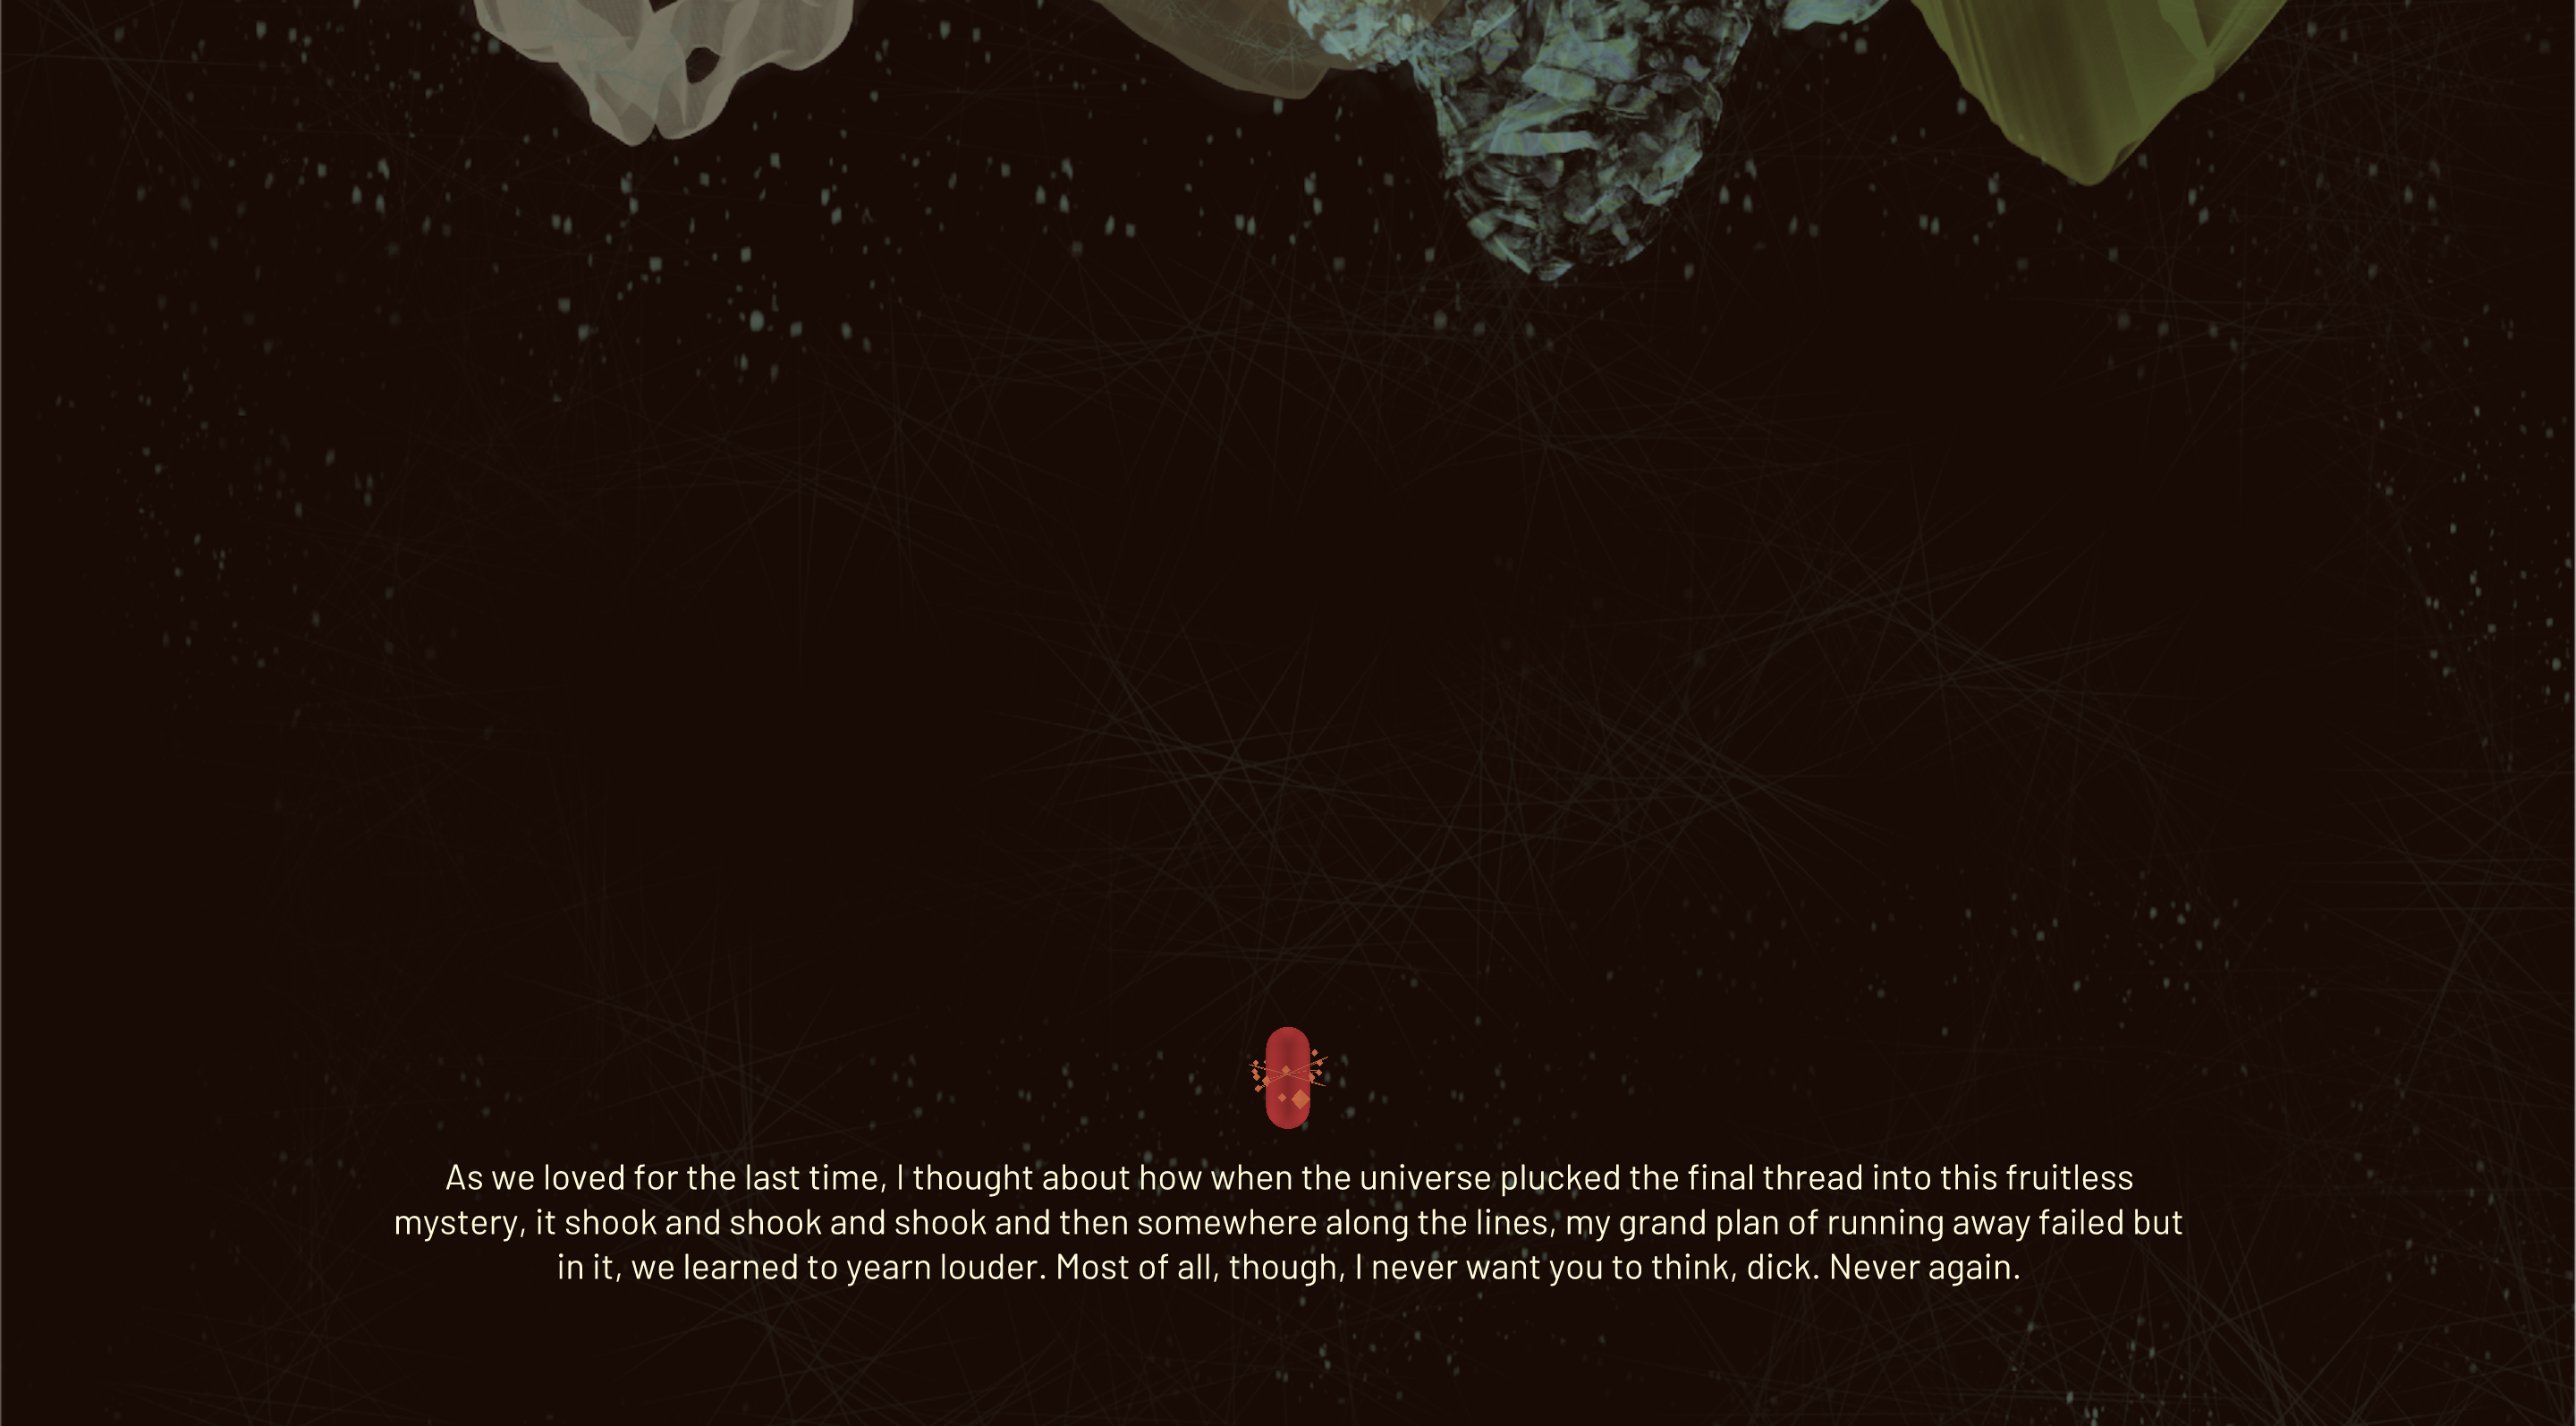 As we loved for the last time, I thought about how when the universe plucked the final thread into this fruitless
mystery, it shook and shook and shook and then somewhere along the lines, my grand plan of running away failed but
in it, we learned to yearn louder. Most of all, though, I never want you to think, dick. Never again.